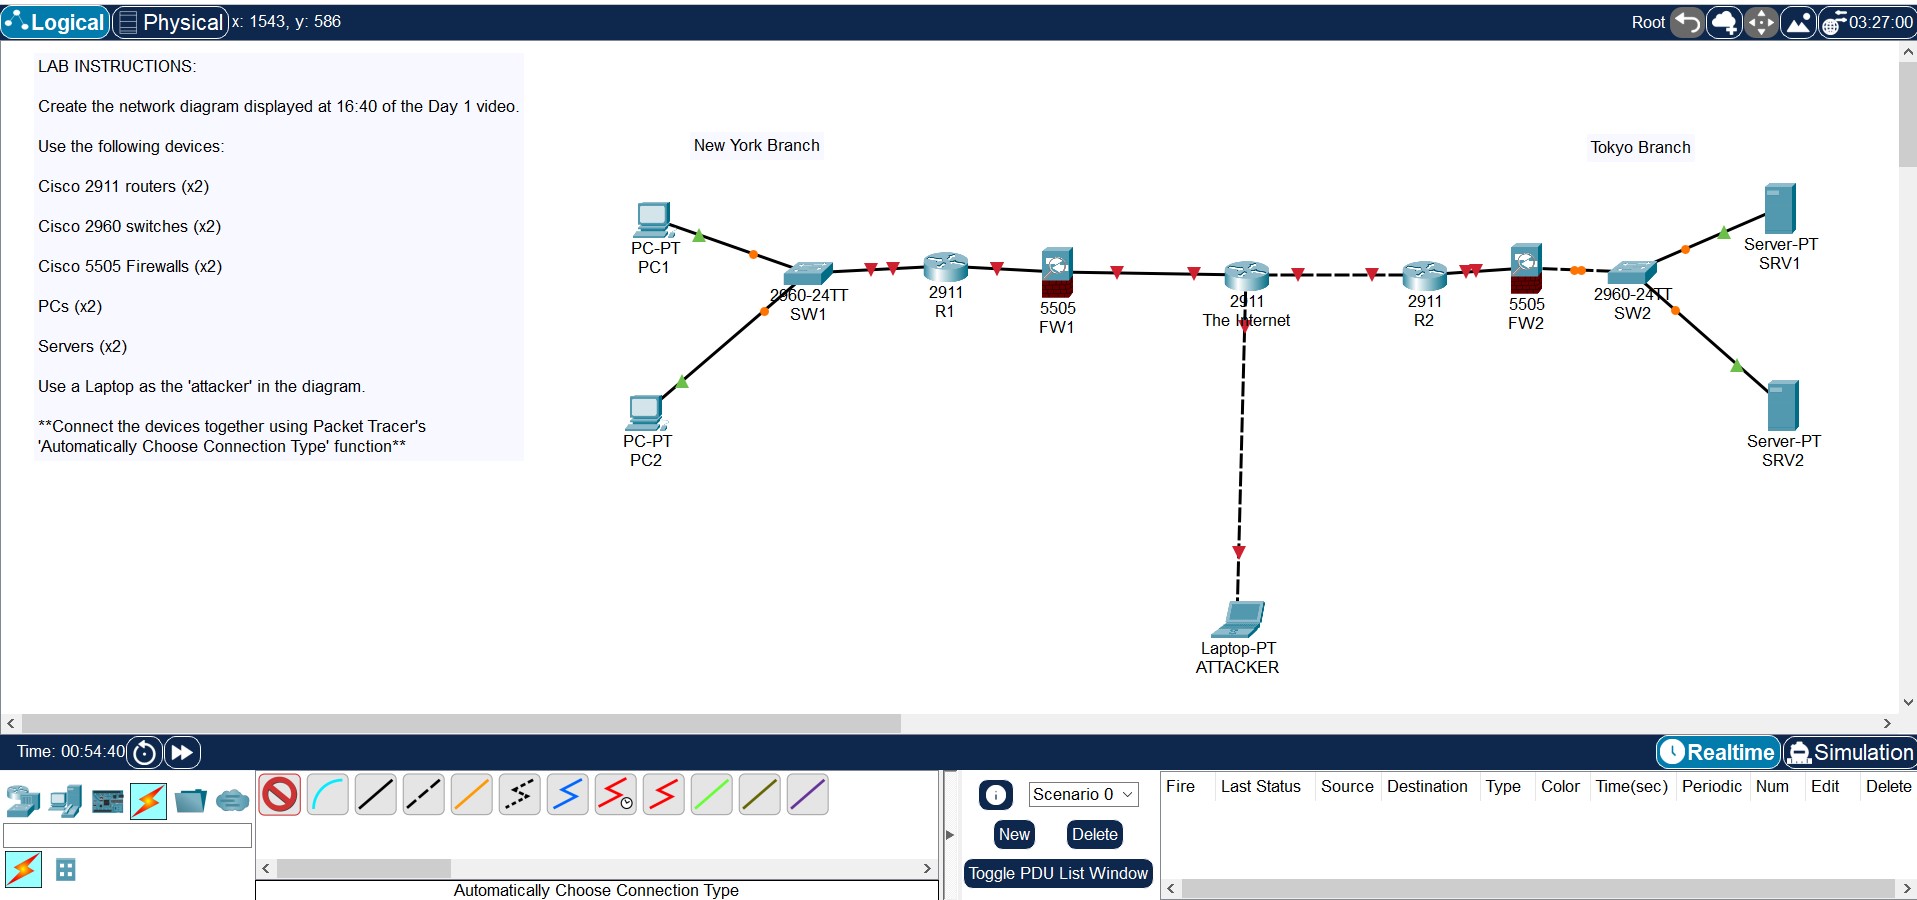 Logical
Physical
x: 1543, y: 586
Root
03:27:00
LAB INSTRUCTIONS:
Create the network diagram displayed at 16:40 of the Day 1 video.
Use the following devices:
Cisco 2911 routers (x2)
Cisco 2960 switches (x2)
Cisco 5505 Firewalls (x2)
PCs (x2)
Servers (x2)
Use a Laptop as the 'attacker' in the diagram.
**Connect the devices together using Packet Tracer's
'Automatically Choose Connection Type' function**
New York Branch
Tokyo Branch
PC-PT
PC1
2960-24TT
SW1
2911
R1
5505
FW1
2911
The Internet
2911
R2
5505
FW2
2960-24TT
SW2
Server-PT
SRV1
PC-PT
PC2
Server-PT
SRV2
Laptop-PT
ATTACKER
Time: 00:54:40
Realtime
Simulation
Scenario 0
New
Delete
Toggle PDU List Window
Fire Last Status Source Destination Type Color Time(sec) Periodic Num Edit Delete
Automatically Choose Connection Type